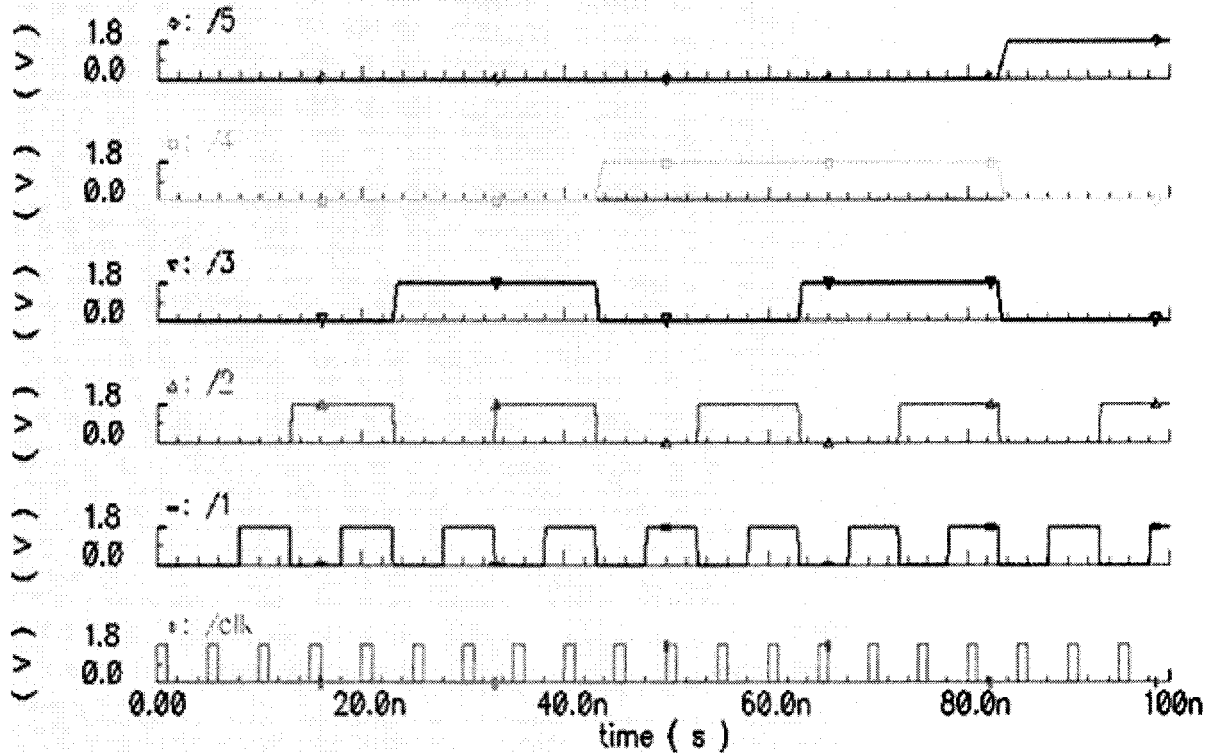 ⋄: /5
1.8
0.0
( V )
▫: /4
1.8
0.0
( V )
▿: /3
1.8
0.0
( V )
▵: /2
1.8
0.0
( V )
-: /1
1.8
0.0
( V )
▮: /clk
1.8
0.0
( V )
0.00 20.0n 40.0n 60.0n 80.0n 100n
time ( s )